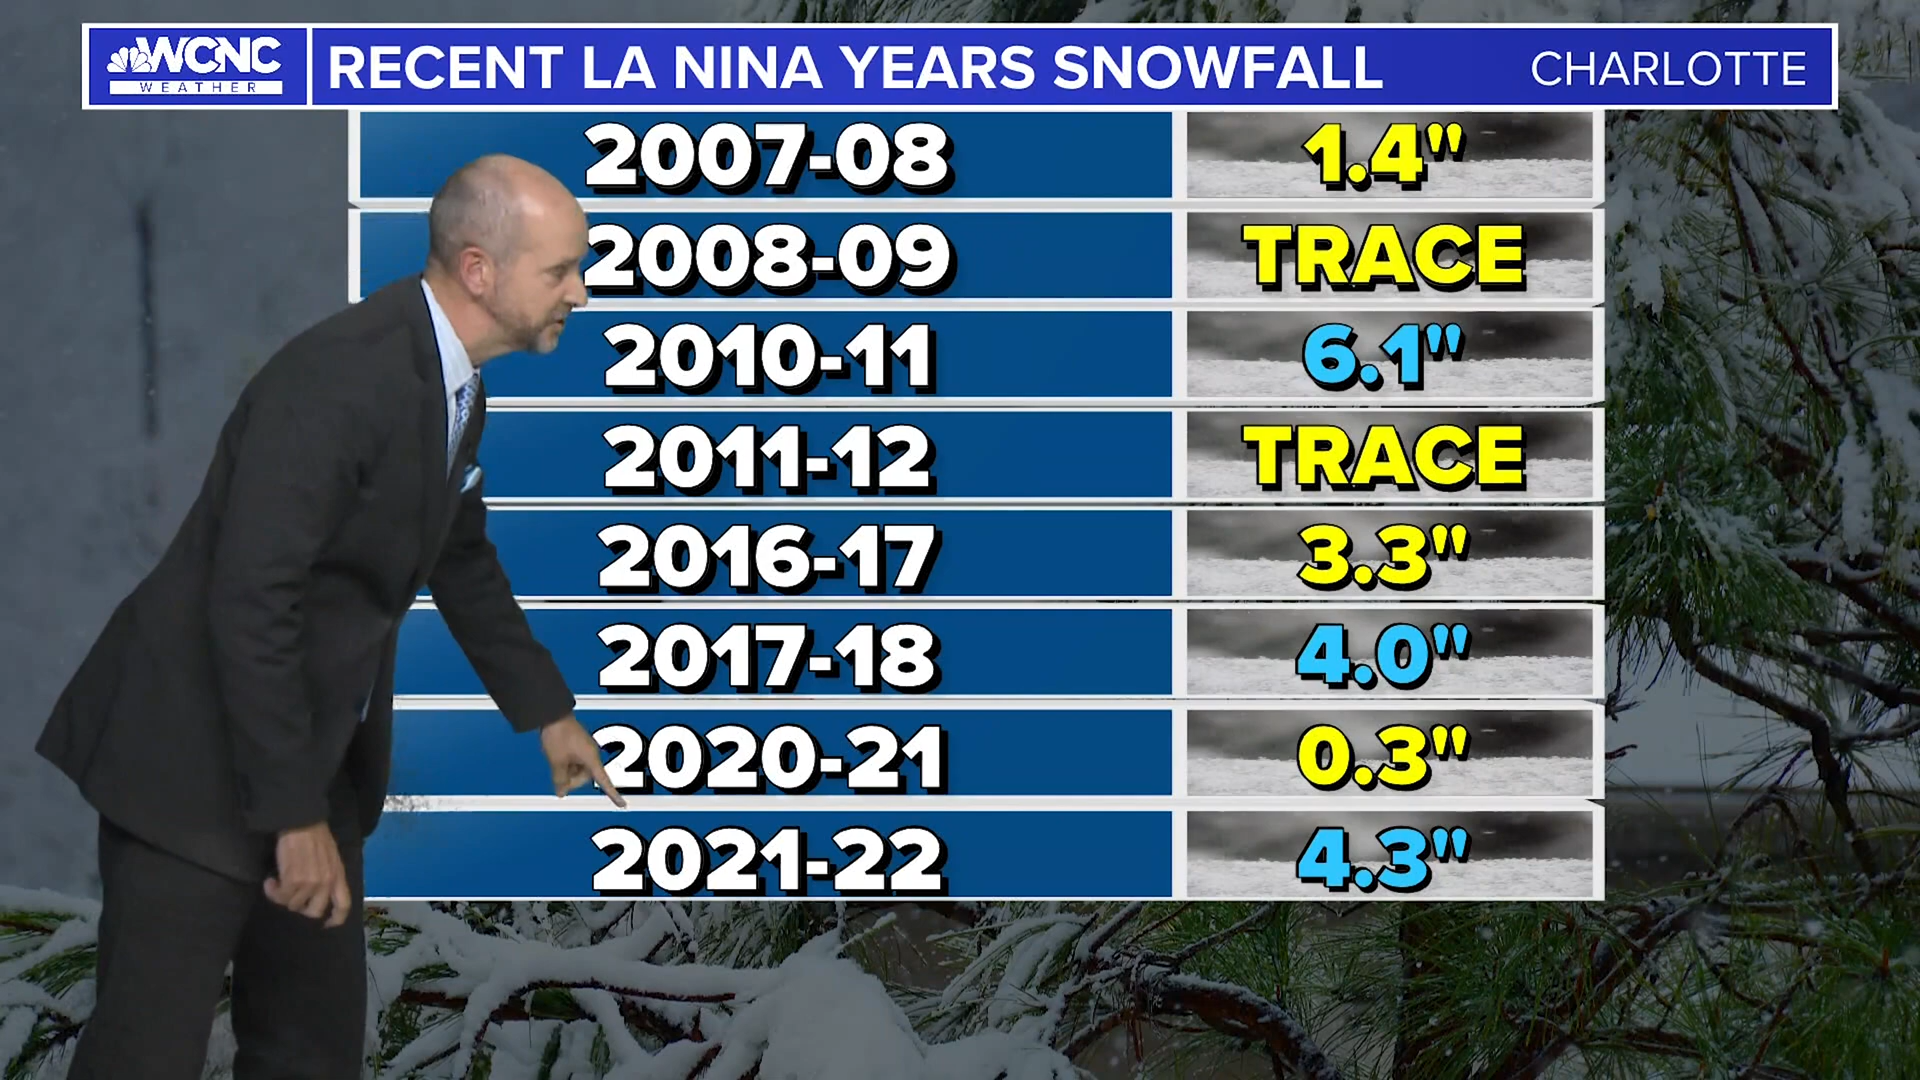 WCNC
WEATHER
RECENT LA NINA YEARS SNOWFALL
CHARLOTTE
2007-08 1.4"
2008-09 TRACE
2010-11 6.1"
2011-12 TRACE
2016-17 3.3"
2017-18 4.0"
2020-21 0.3"
2021-22 4.3"